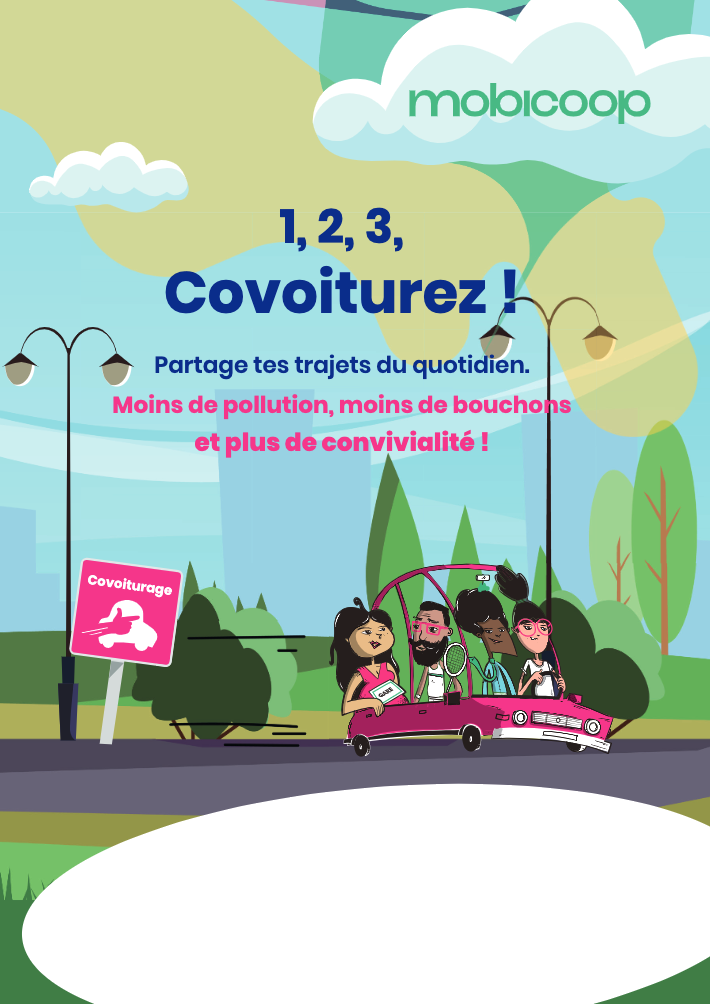 mobicoop
1, 2, 3,
Covoiturez !
Partage tes trajets du quotidien.
Moins de pollution, moins de bouchons
et plus de convivialité !
Covoiturage
GARE